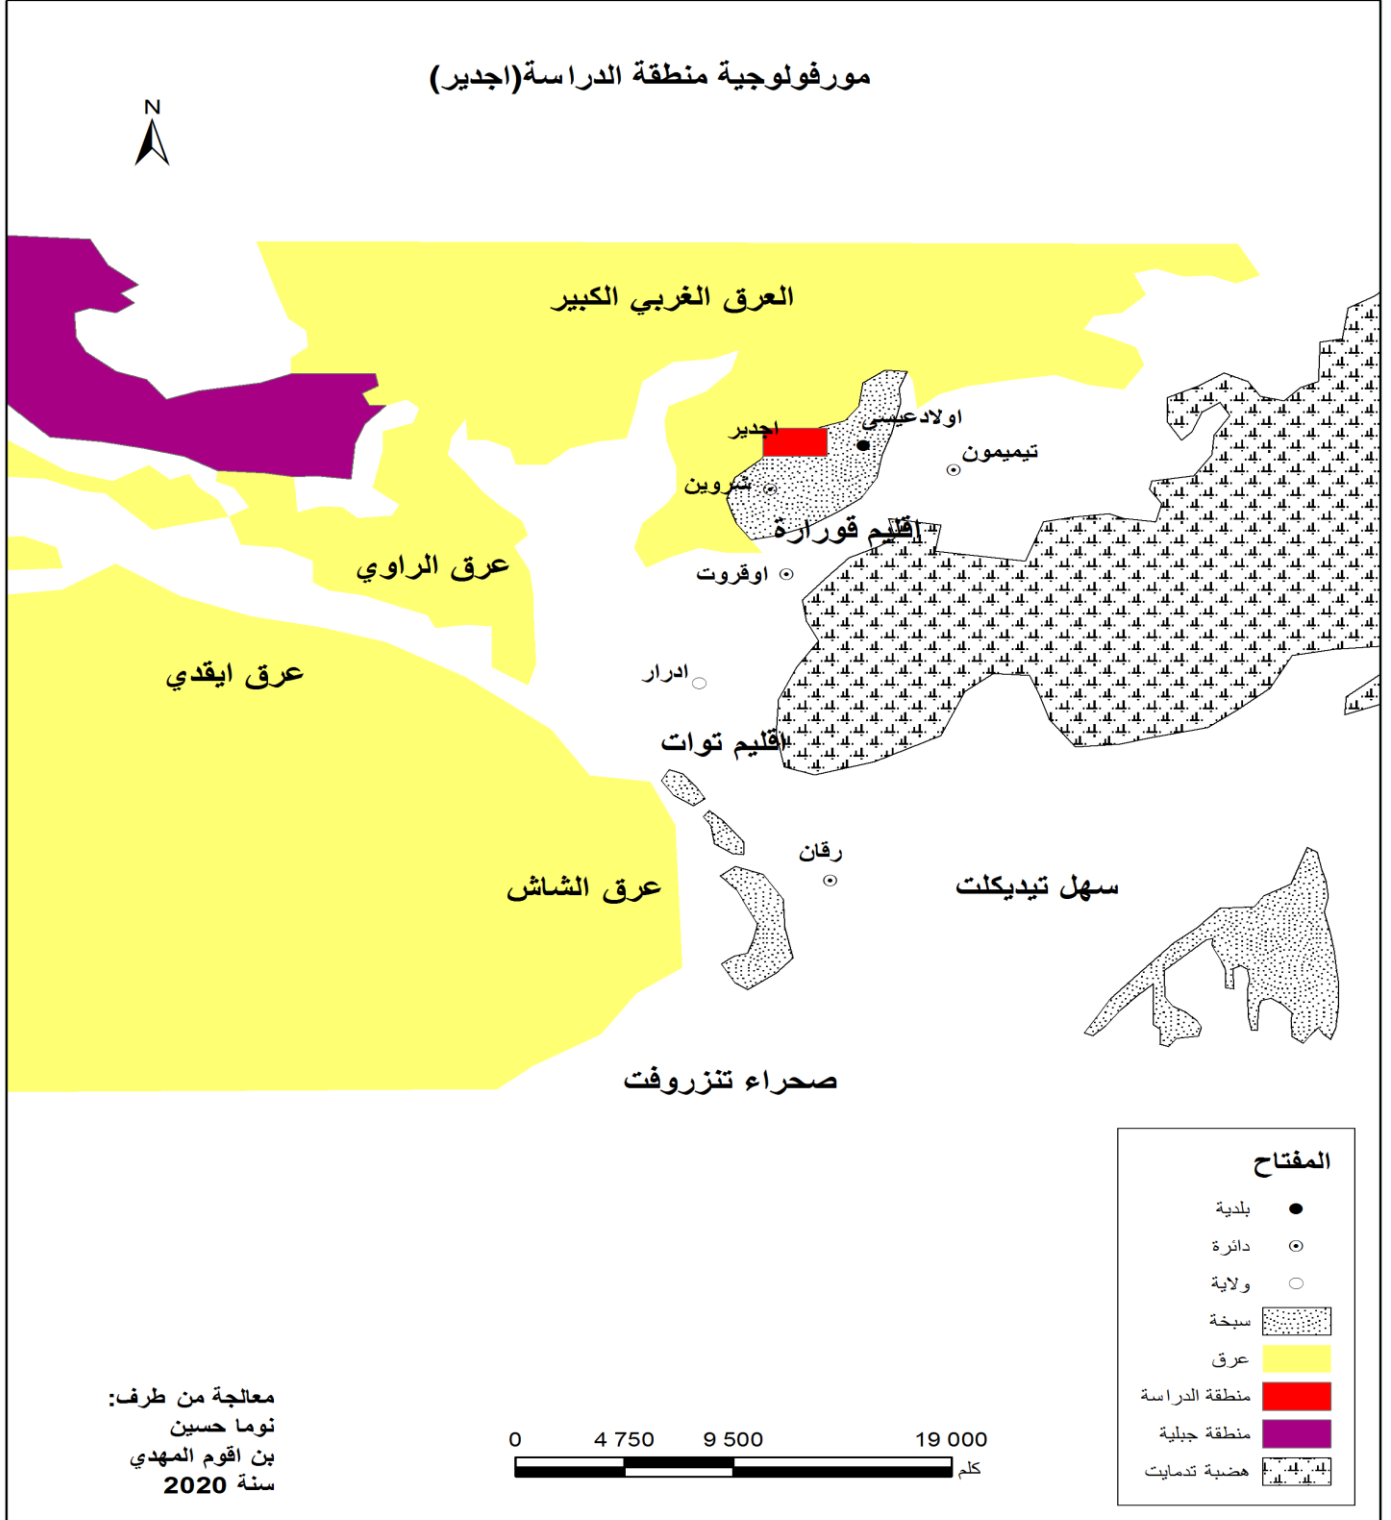 مورفولوجية منطقة الدراسة(اجدير)
N
العرق الغربي الكبير
اولادعيسى
اجدير
تيميمون
شروين
اقليم قورارة
عرق الراوي
اوقروت
ادرار
عرق ايقدي
اقليم توات
رقان
سهل تيديكلت
عرق الشاش
صحراء تنزروفت
المفتاح
بلدية
دائرة
ولاية
سبخة
عرق
منطقة الدراسة
منطقة جبلية
هضبة تدمايت
معالجة من طرف:
نوما حسين
بن اقوم المهدي
سنة 2020
0 4 750 9 500 19 000
كلم